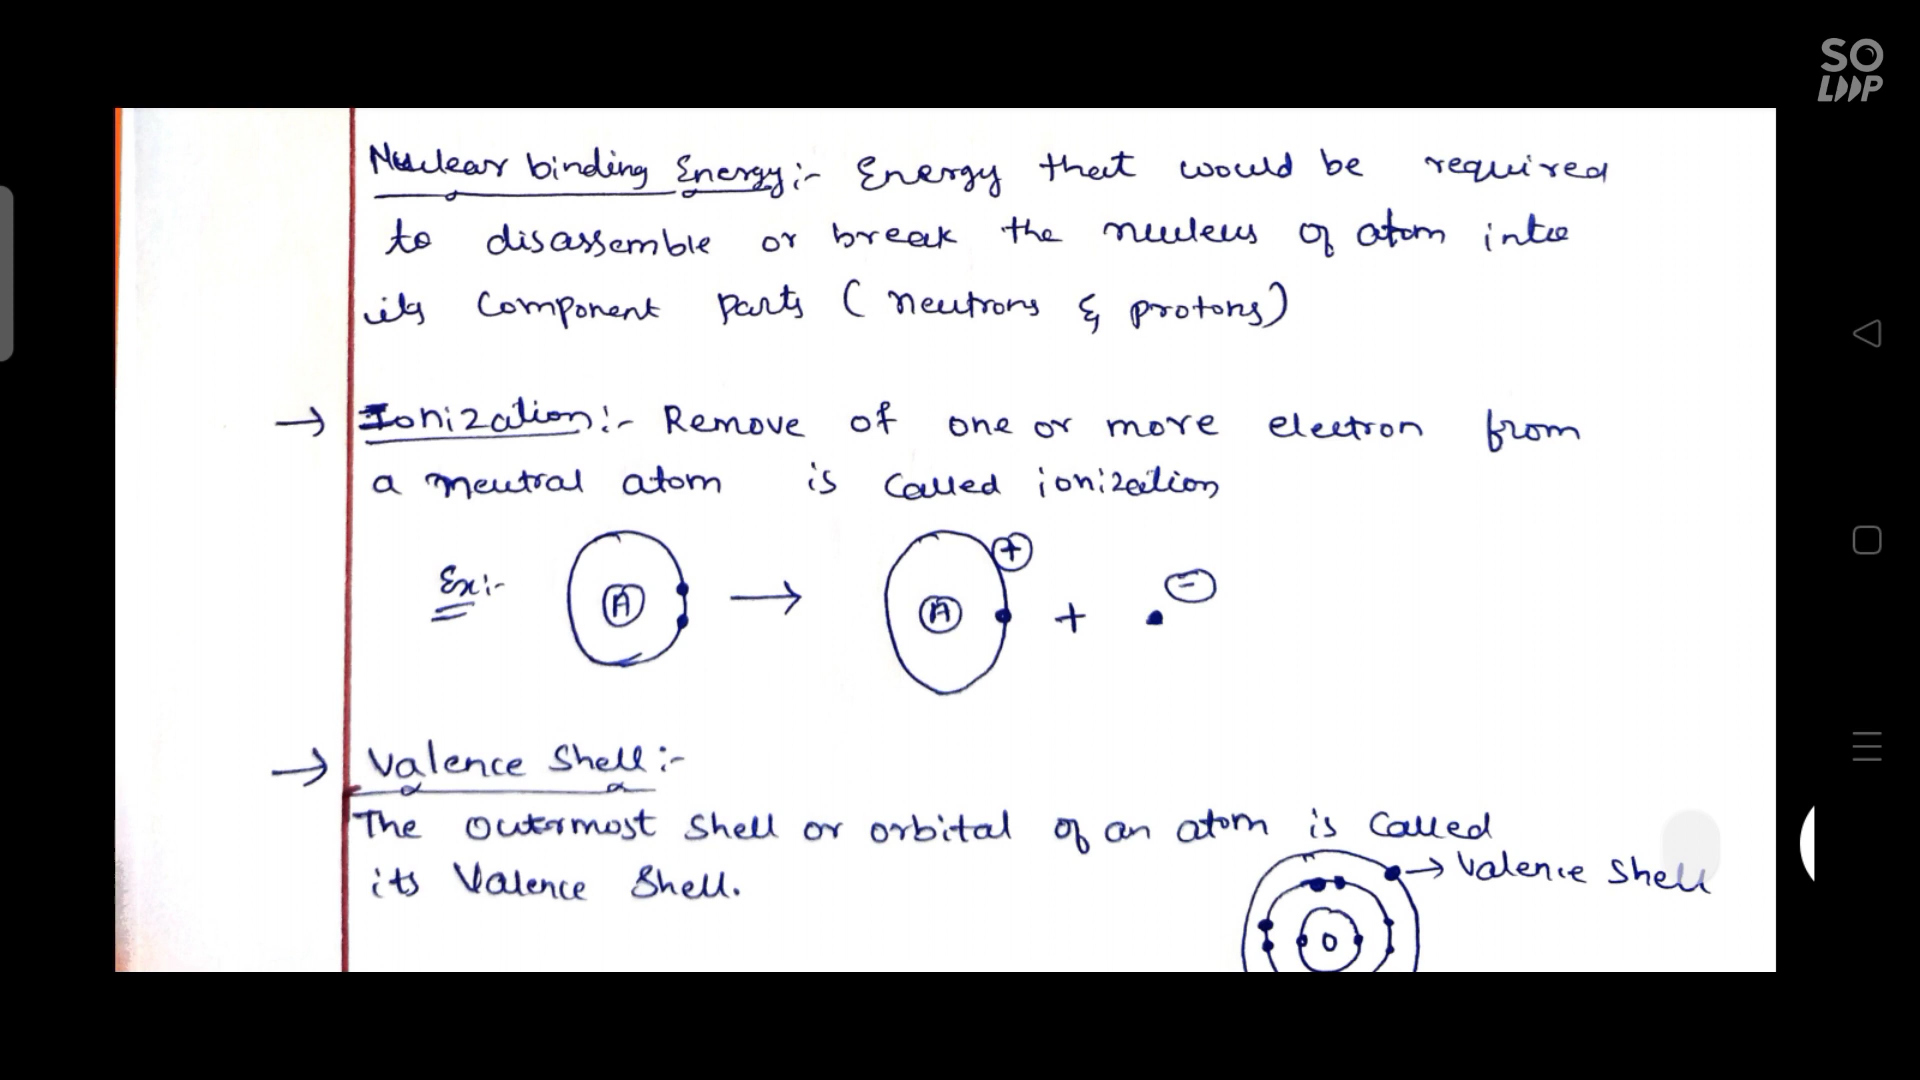 SO
LOOP
Nuclear binding Energy:- Energy that would be required
to disassemble or break the nucleus of atom into
its component parts ( neutrons & protons)
→ Ionization:- Remove of one or more electron from
a neutral atom is called ionization
Ex:- A → A + + -
→ Valence Shell:-
The outermost shell or orbital of an atom is called
its Valence Shell.
→ Valence Shell